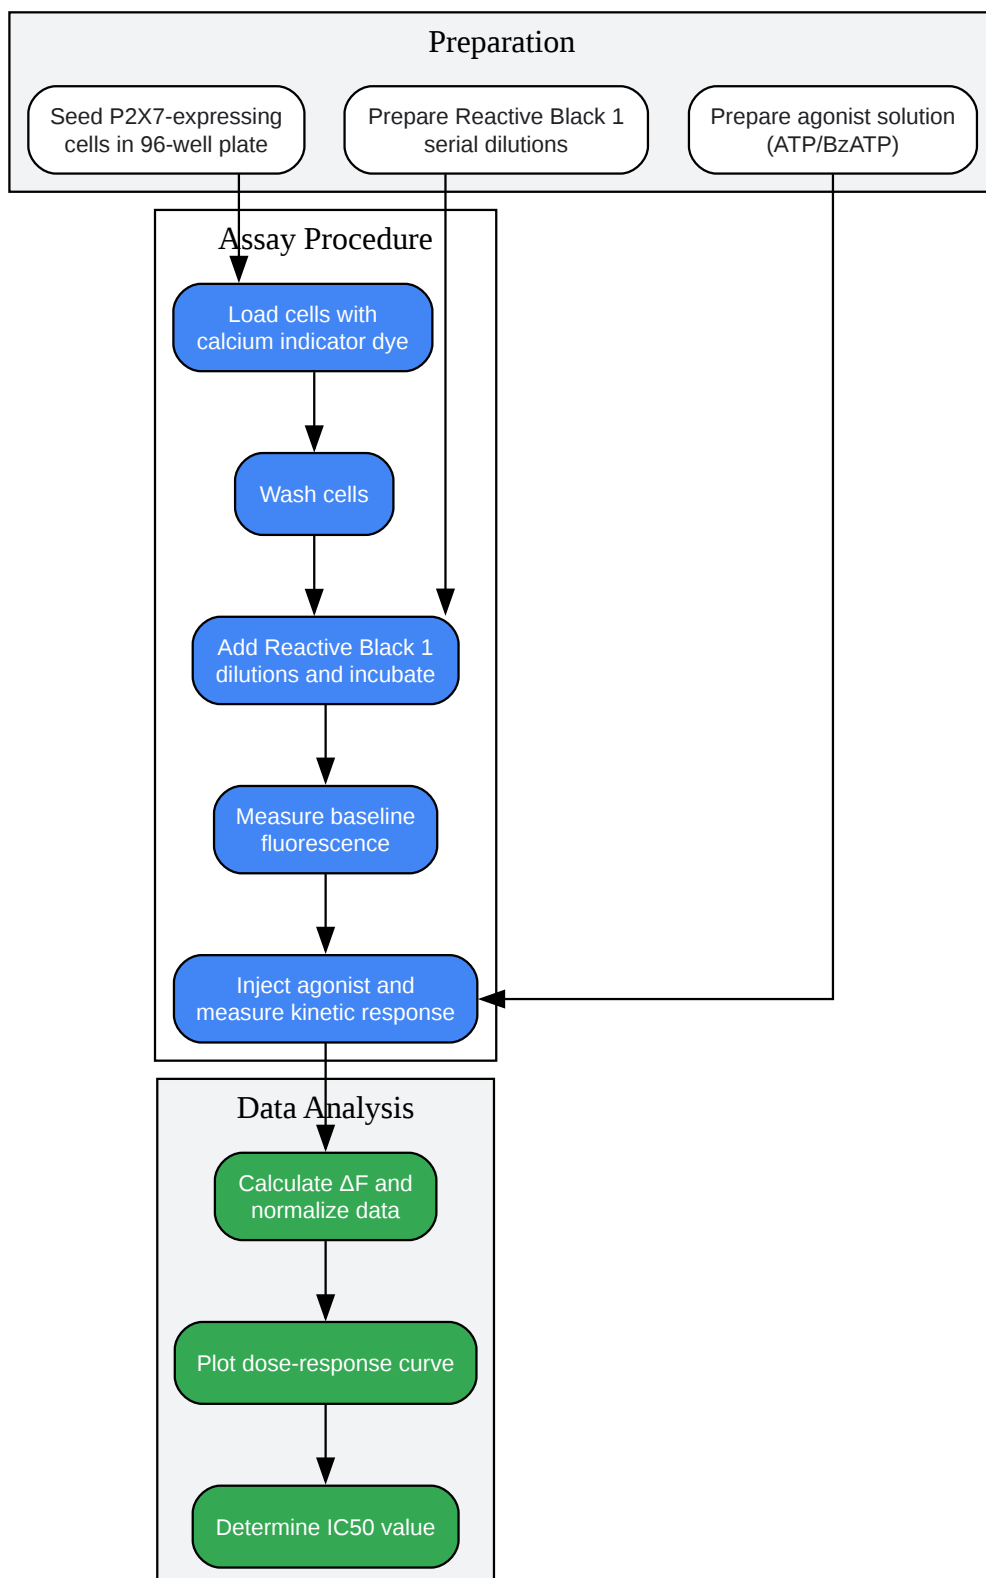 Preparation
Seed P2X7-expressing
cells in 96-well plate
Prepare Reactive Black 1
serial dilutions
Prepare agonist solution
(ATP/BzATP)
Assay Procedure
Load cells with
calcium indicator dye
Wash cells
Add Reactive Black 1
dilutions and incubate
Measure baseline
fluorescence
Inject agonist and
measure kinetic response
Data Analysis
Calculate ΔF and
normalize data
Plot dose-response curve
Determine IC50 value